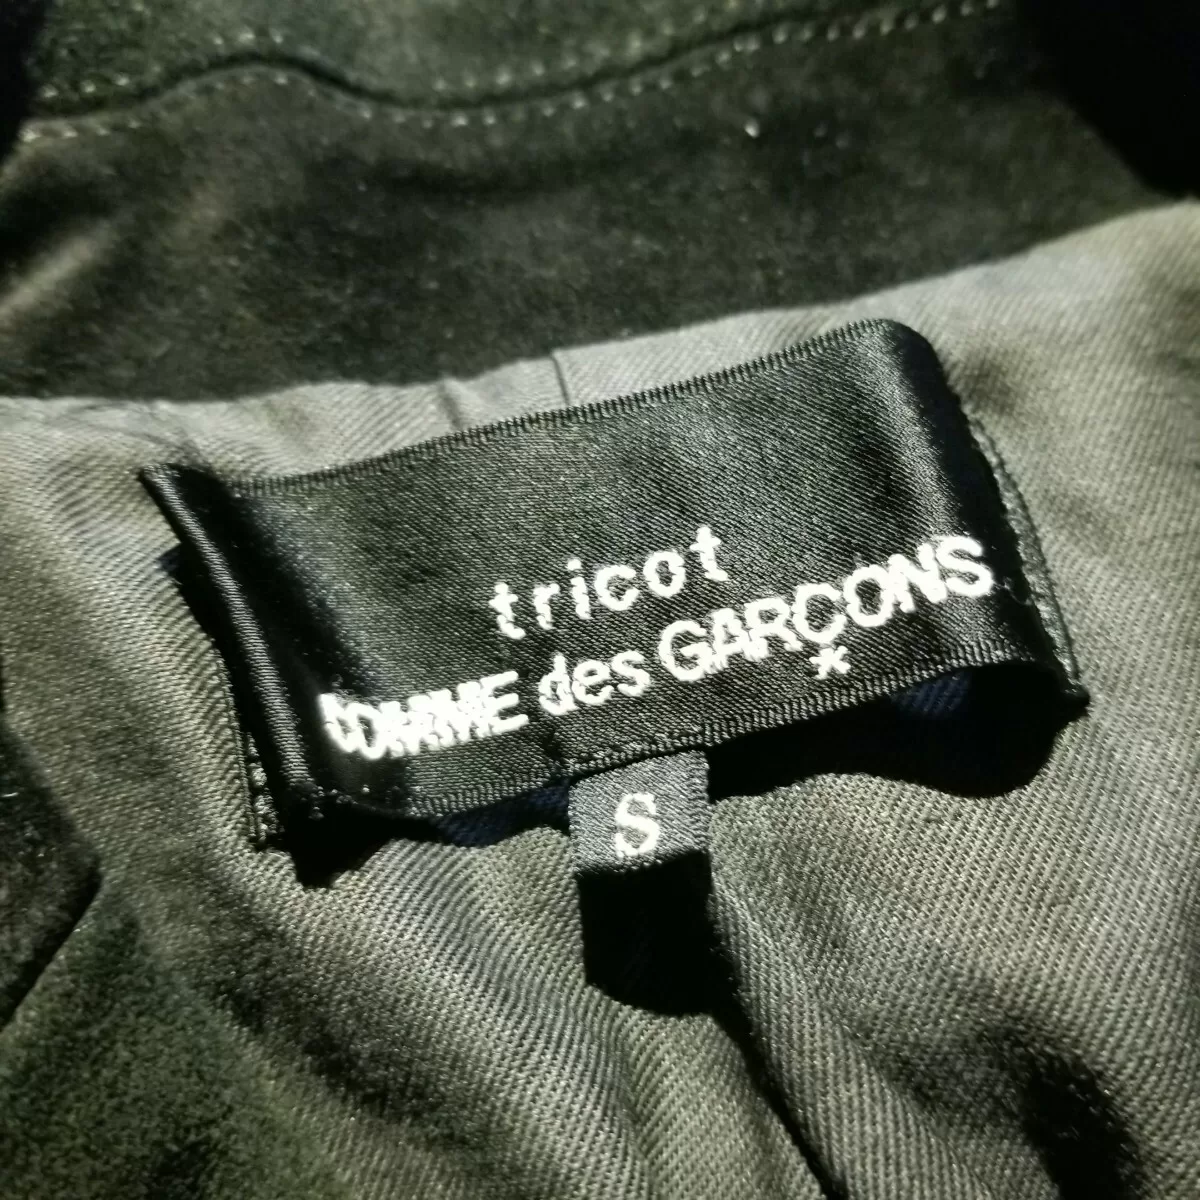 tricot
COMME des GARÇONS
*
S